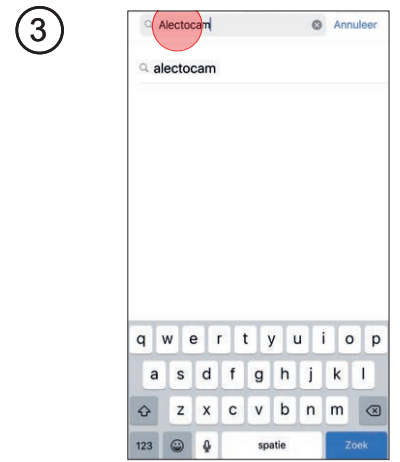 3
Alectocam Annuleer
alectocam
q w e r t y u i o p
a s d f g h j k l
z x c v b n m
123 spatie Zoek